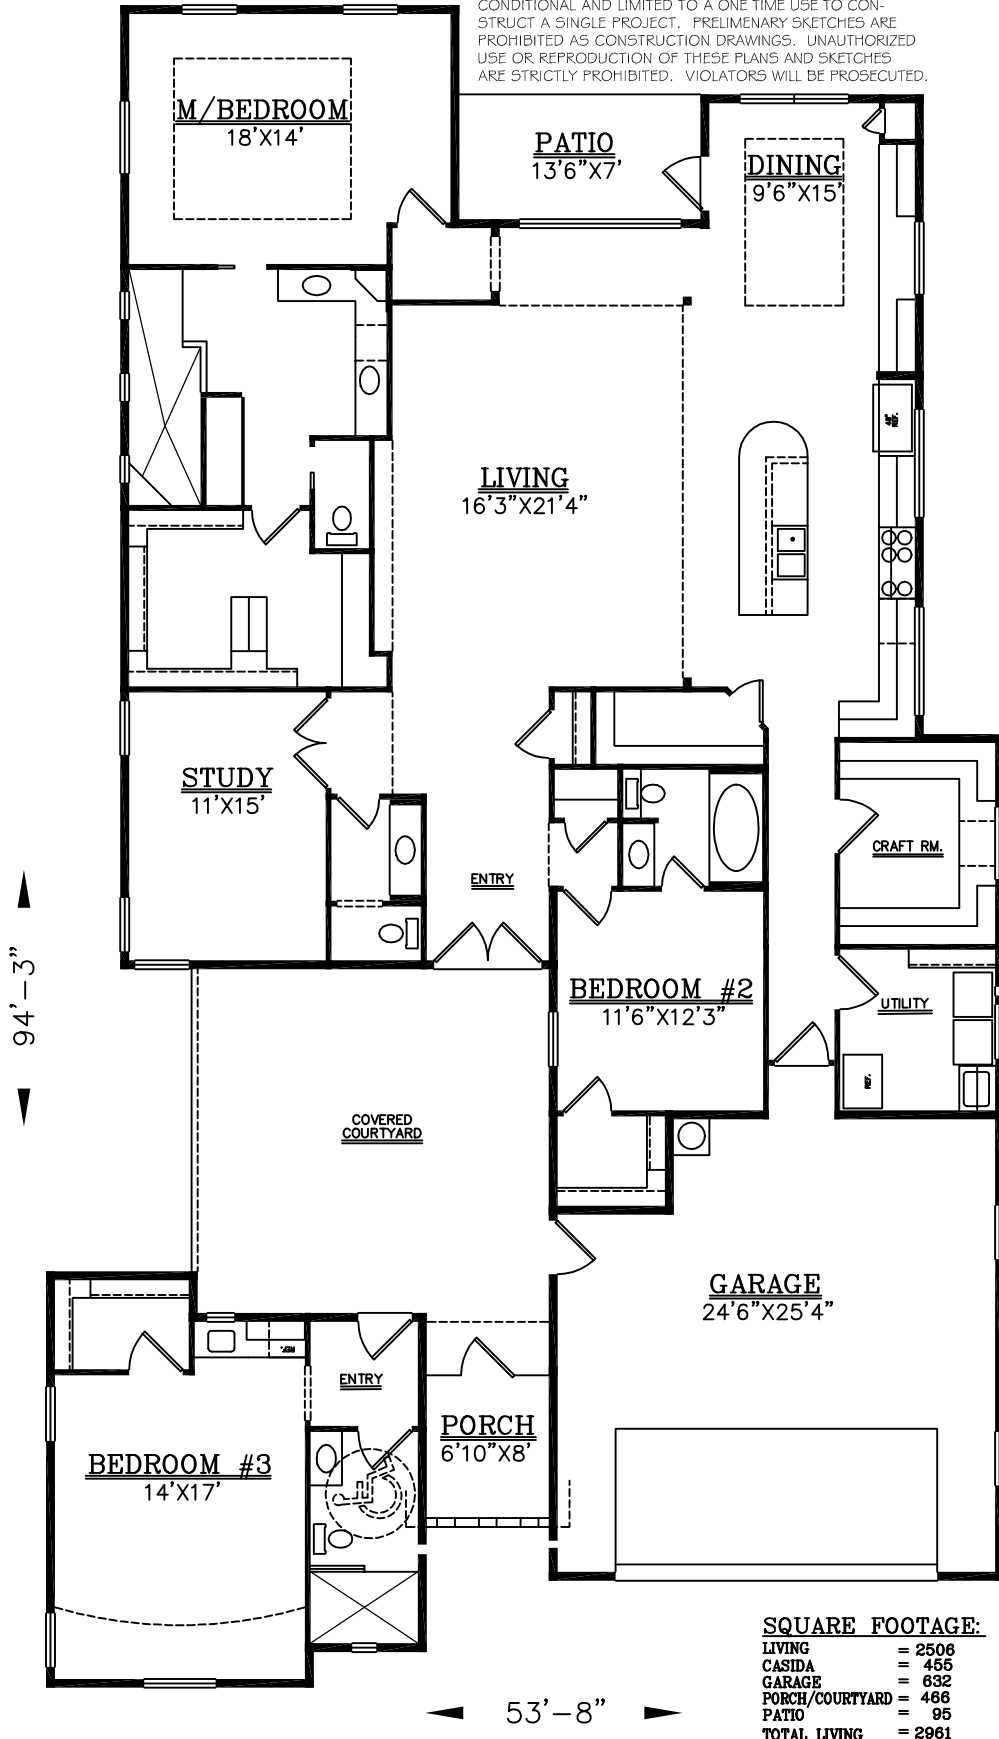 CONDITIONAL AND LIMITED TO A ONE TIME USE TO CON-
STRUCT A SINGLE PROJECT. PRELIMENARY SKETCHES ARE
PROHIBITED AS CONSTRUCTION DRAWINGS. UNAUTHORIZED
USE OR REPRODUCTION OF THESE PLANS AND SKETCHES
ARE STRICTLY PROHIBITED. VIOLATORS WILL BE PROSECUTED.
M/BEDROOM
18'X14'
PATIO
13'6"X7'
DINING
9'6"X15'
48"
REF.
LIVING
16'3"X21'4"
STUDY
11'X15'
CRAFT RM.
ENTRY
94'-3"
BEDROOM #2
11'6"X12'3"
UTILITY
REF.
COVERED
COURTYARD
GARAGE
24'6"X25'4"
REF.
ENTRY
PORCH
6'10"X8'
BEDROOM #3
14'X17'
53'-8"
SQUARE FOOTAGE:
LIVING = 2506
CASIDA = 455
GARAGE = 632
PORCH/COURTYARD = 466
PATIO = 95
TOTAL LIVING = 2961